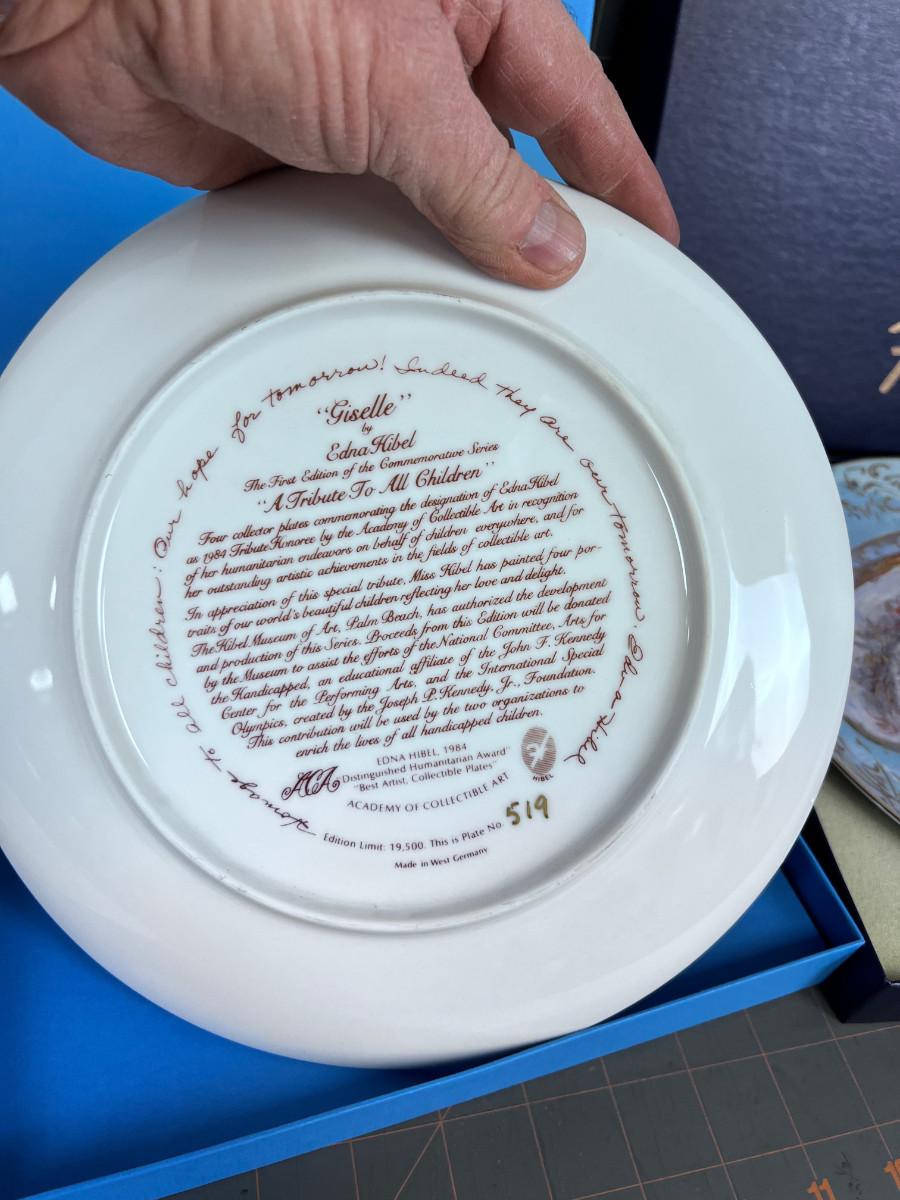 Homage to all children: Our hope for tomorrow! Indeed they are our tomorrow. Edna Hibel
"Giselle"
by
Edna Hibel
The First Edition of the Commemorative Series
"A Tribute To All Children"
Four collector plates commemorating the designation of Edna Hibel
as 1984 Tribute Honoree by the Academy of Collectible Art in recognition
of her humanitarian endeavors on behalf of children everywhere, and for
her outstanding artistic achievements in the fields of collectible art.
In appreciation of this special tribute, Miss Hibel has painted four por-
traits of our world's beautiful children reflecting her love and delight.
The Hibel Museum of Art, Palm Beach, has authorized the development
and production of this Series. Proceeds from this Edition will be donated
by the Museum to assist the efforts of the National Committee, Arts for
the Handicapped, an educational affiliate of the John F. Kennedy
Center for the Performing Arts, and the International Special
Olympics, created by the Joseph P. Kennedy, Jr., Foundation.
This contribution will be used by the two organizations to
enrich the lives of all handicapped children.
EDNA HIBEL, 1984
ACA
"Distinguished Humanitarian Award"
"Best Artist, Collectible Plates"
HIBEL
ACADEMY OF COLLECTIBLE ART
Edition Limit: 19,500. This is Plate No. 519
Made in West Germany
11